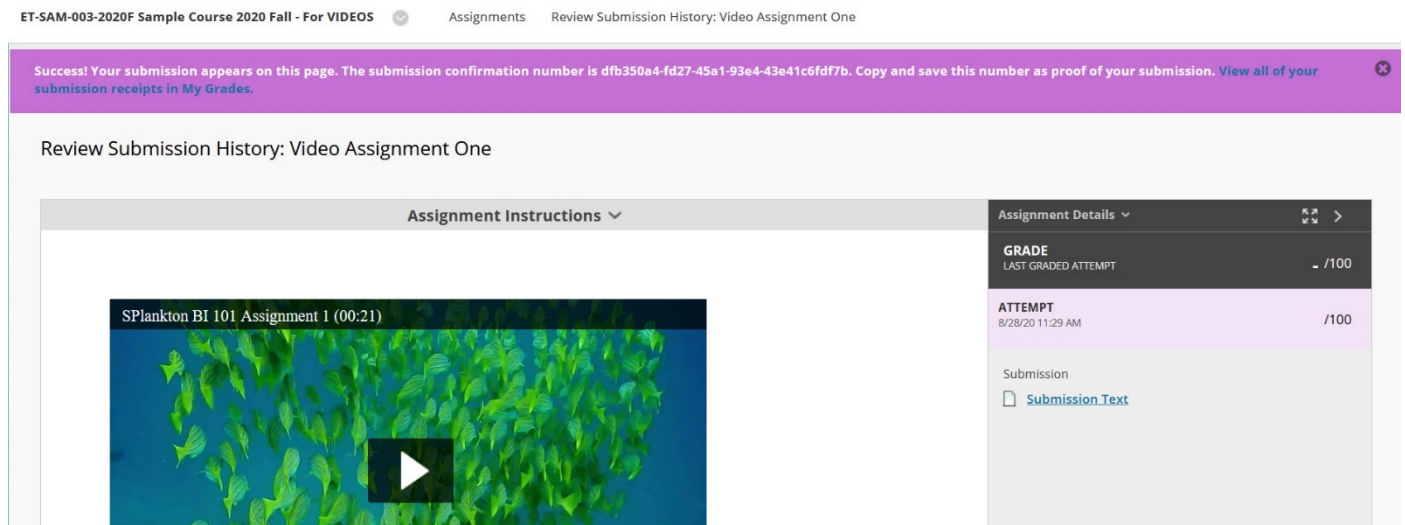 ET-SAM-003-2020F Sample Course 2020 Fall - For VIDEOS Assignments Review Submission History: Video Assignment One
Success! Your submission appears on this page. The submission confirmation number is dfb350a4-fd27-45a1-93e4-43e41c6fdf7b. Copy and save this number as proof of your submission. View all of your
submission receipts in My Grades.
Review Submission History: Video Assignment One
Assignment Instructions
SPlankton BI 101 Assignment 1 (00:21)
Assignment Details
GRADE
LAST GRADED ATTEMPT
- /100
ATTEMPT
8/28/20 11:29 AM
/100
Submission
Submission Text